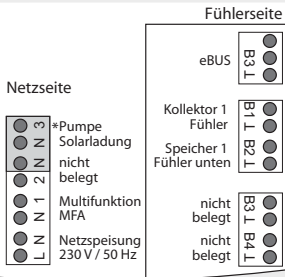 Fühlerseite
eBUS
B3
T
Netzseite
Kollektor 1
Fühler
B1
T
Speicher 1
Fühler unten
B2
T
*Pumpe
Solarladung
3
N
N
nicht
belegt
2
Multifunktion
MFA
1
N
Netzspeisung
230 V / 50 Hz
N
L
nicht
belegt
B3
T
nicht
belegt
B4
T